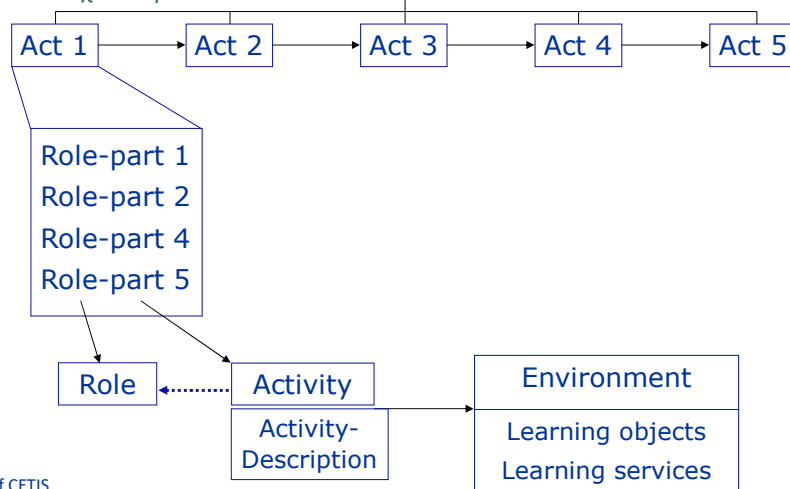 Act 1
Act 2
Act 3
Act 4
Act 5
Role-part 1
Role-part 2
Role-part 4
Role-part 5
Role
Activity
Environment
Activity-
Description
Learning objects
Learning services
f CETIS